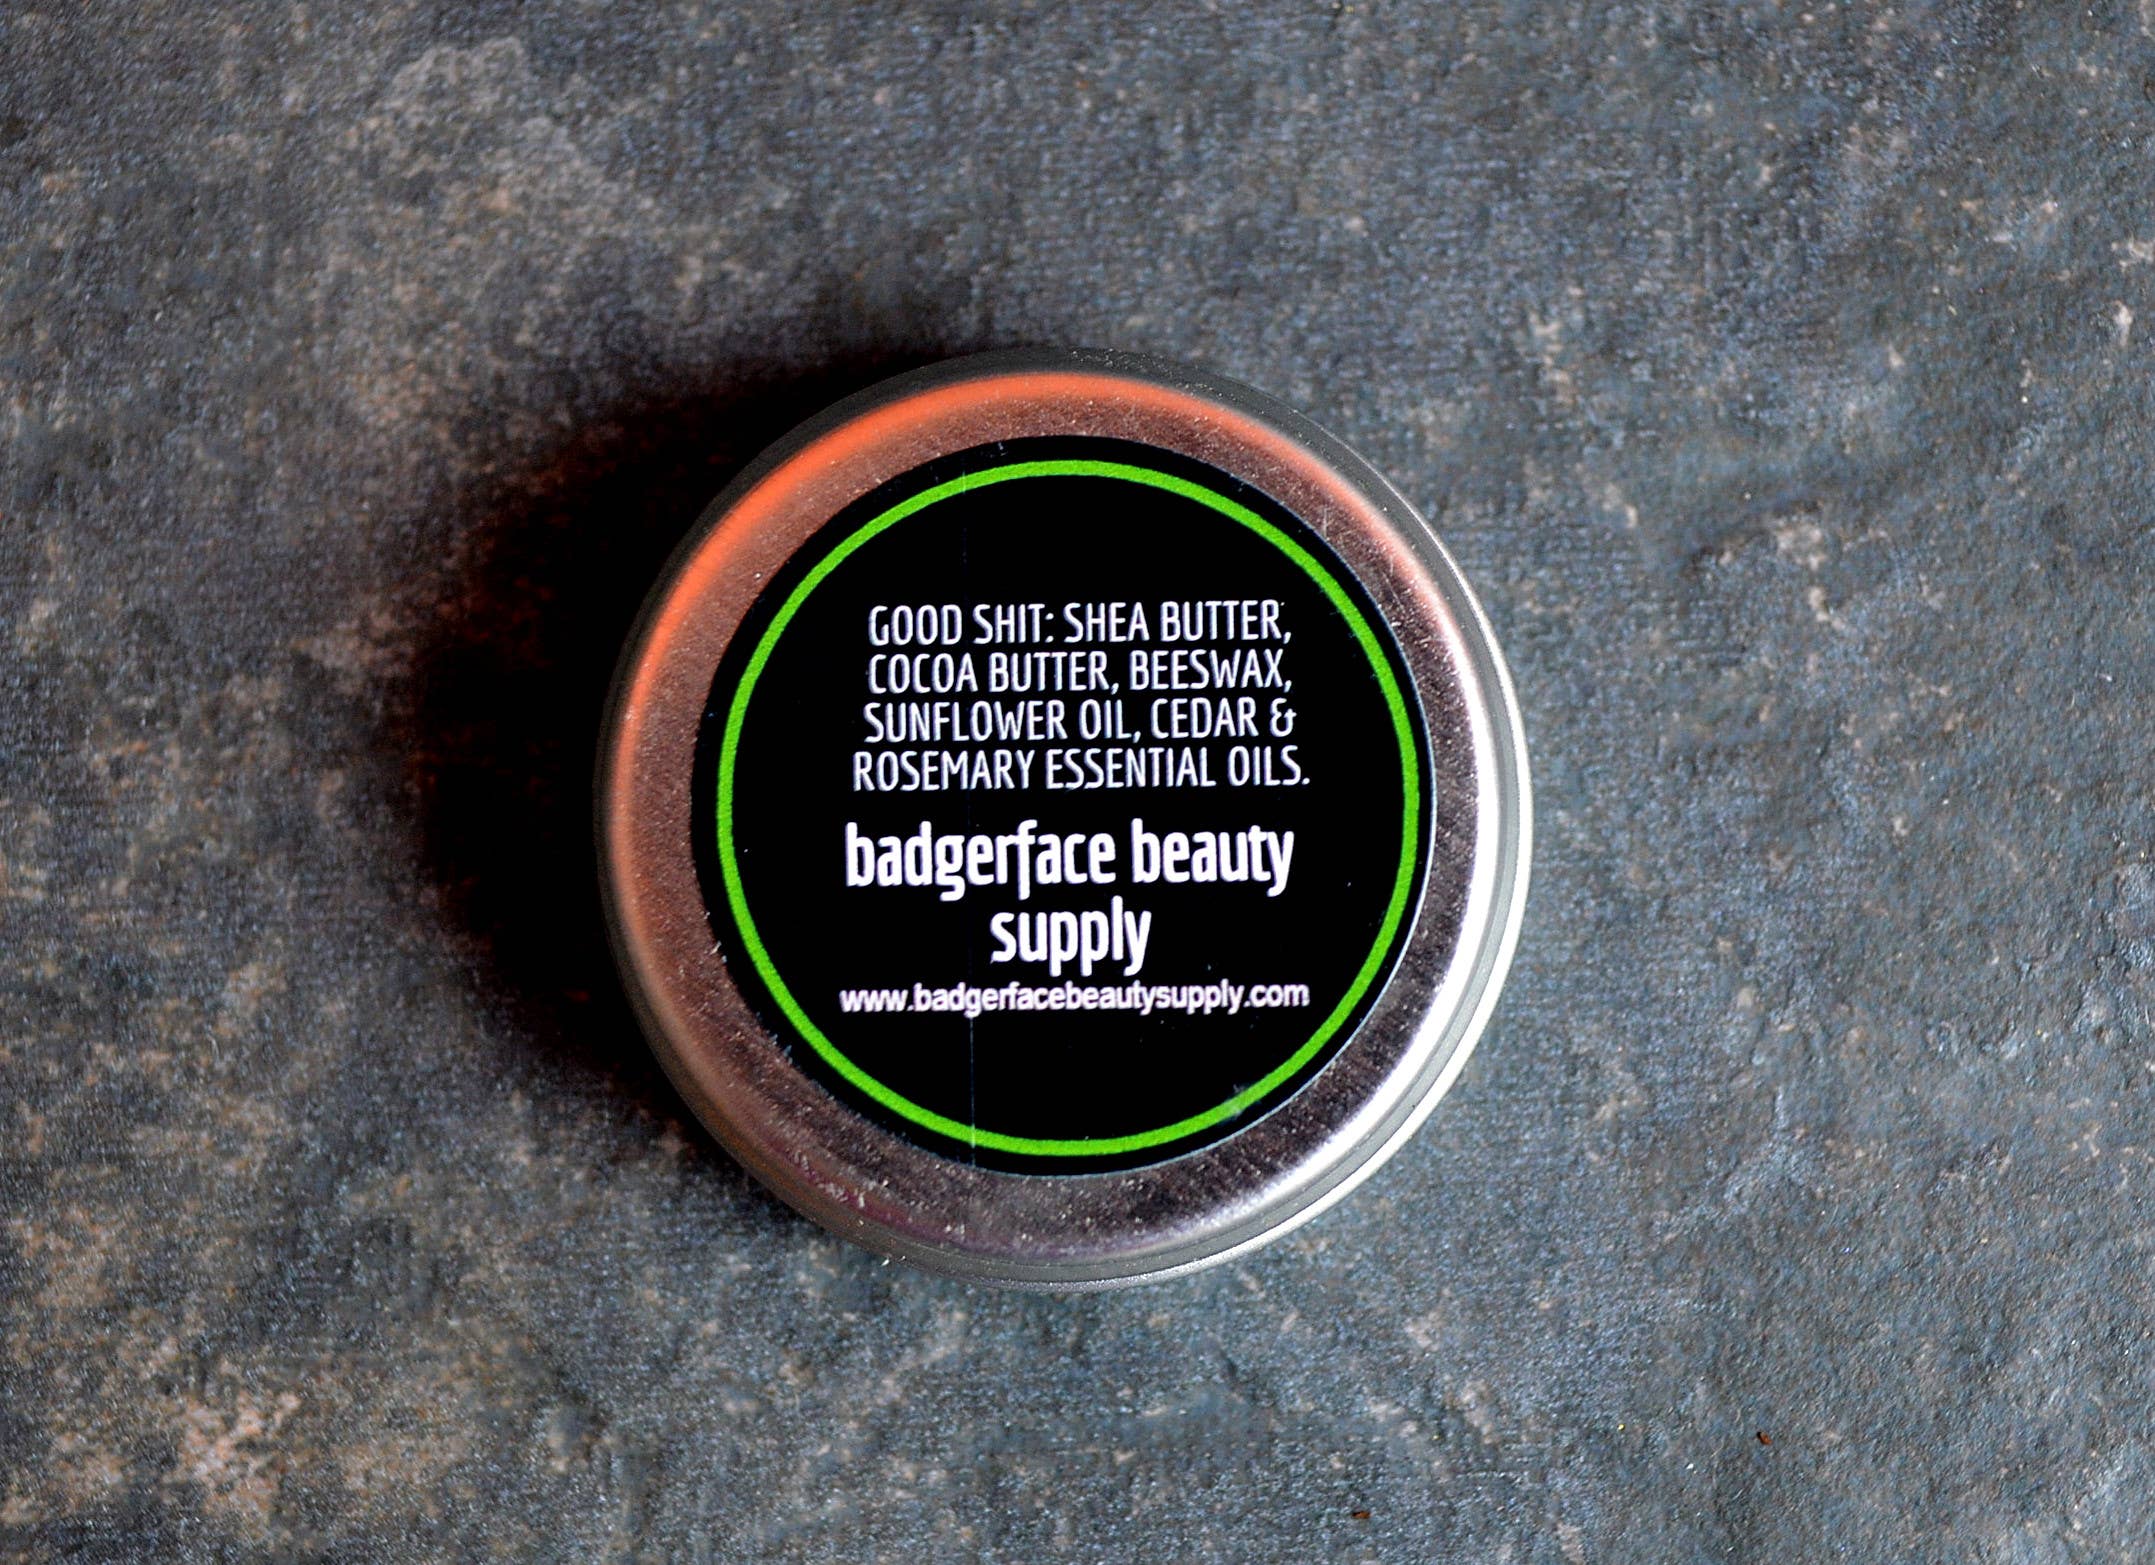 GOOD SHIT: SHEA BUTTER,
COCOA BUTTER, BEESWAX,
SUNFLOWER OIL, CEDAR &
ROSEMARY ESSENTIAL OILS.
badgerface beauty
supply
www.badgerfacebeautysupply.com